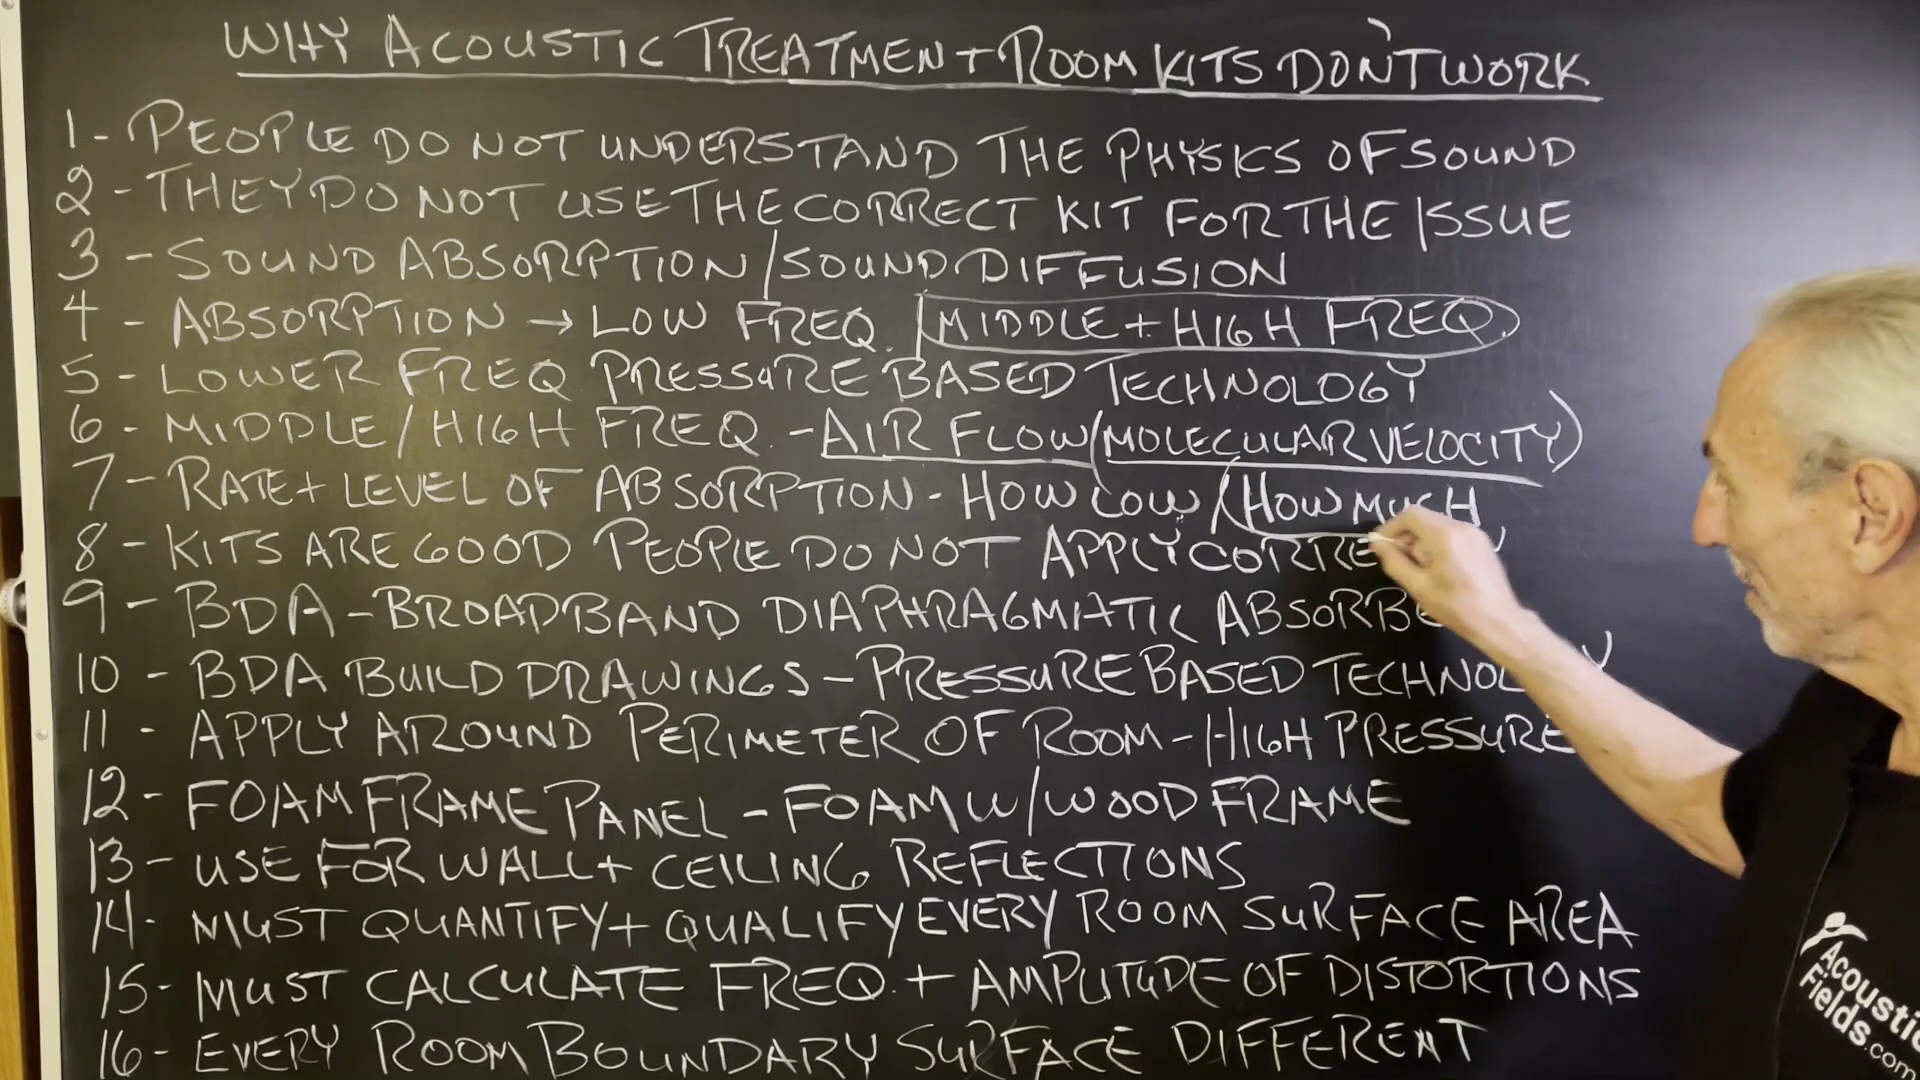 WHY ACOUSTIC TREATMENT + ROOM KITS DON'T WORK
1 - PEOPLE DO NOT UNDERSTAND THE PHYSICS OF SOUND
2 - THEY DO NOT USE THE CORRECT KIT FOR THE ISSUE
3 - SOUND ABSORPTION / SOUND DIFFUSION
4 - ABSORPTION → LOW FREQ. / MIDDLE + HIGH FREQ.
5 - LOWER FREQ PRESSURE BASED TECHNOLOGY
6 - MIDDLE / HIGH FREQ. - AIR FLOW (MOLECULAR VELOCITY)
7 - RATE + LEVEL OF ABSORPTION - HOW LOW / HOW MUCH
8 - KITS ARE GOOD PEOPLE DO NOT APPLY
9 - BDA - BROADBAND DIAPHRAGMIATIC
10 - BDA BUILD DRAWINGS - PRESSURE BASED
11 - APPLY AROUND PERIMETER OF ROOM - HIGH PRESSURE
12 - FOAM FRAME PANEL - FOAM W/WOOD FRAME
13 - USE FOR WALL + CEILING REFLECTIONS
14 - MUST QUANTIFY + QUALIFY EVERY ROOM SURFACE AREA
15 - MUST CALCULATE FREQ. + AMPLITUDE OF DISTORTIONS
16 - EVERY ROOM BOUNDARY SURFACE DIFFERENT
Acoustic
Fields.com